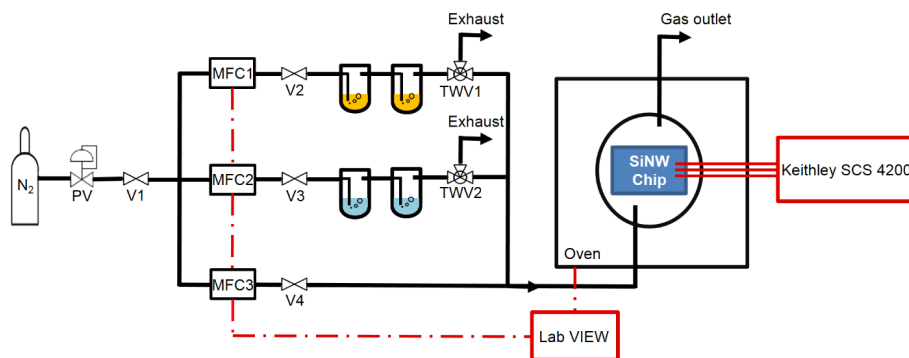 Exhaust
Gas outlet
MFC1
V2
TWV1
Exhaust
N2
PV
V1
MFC2
V3
TWV2
SiNW
Chip
Keithley SCS 4200
Oven
MFC3
V4
Lab VIEW